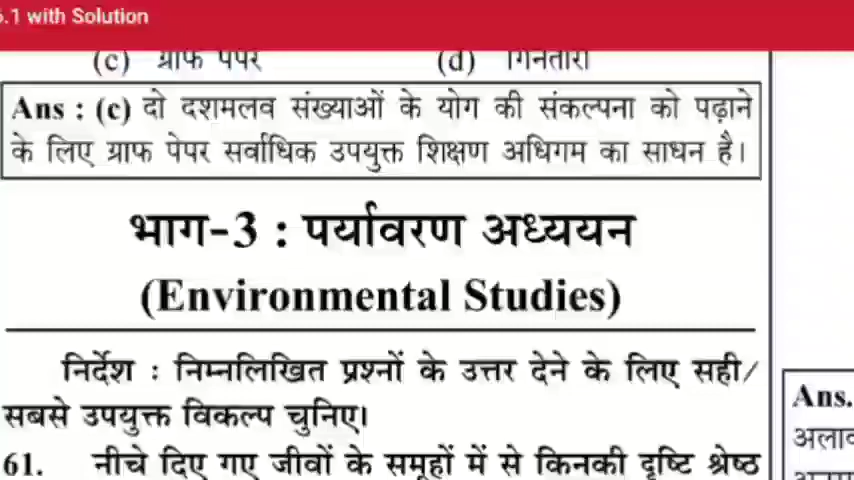 6.1 with Solution
(c) ग्राफ पेपर (d) गिनतारा
Ans : (c) दो दशमलव संख्याओं के योग की संकल्पना को पढ़ाने
के लिए ग्राफ पेपर सर्वाधिक उपयुक्त शिक्षण अधिगम का साधन है।
भाग-3 : पर्यावरण अध्ययन
(Environmental Studies)
निर्देश : निम्नलिखित प्रश्नों के उत्तर देने के लिए सही/
सबसे उपयुक्त विकल्प चुनिए।
61. नीचे दिए गए जीवों के समूहों में से किनकी दृष्टि श्रेष्ठ
Ans.